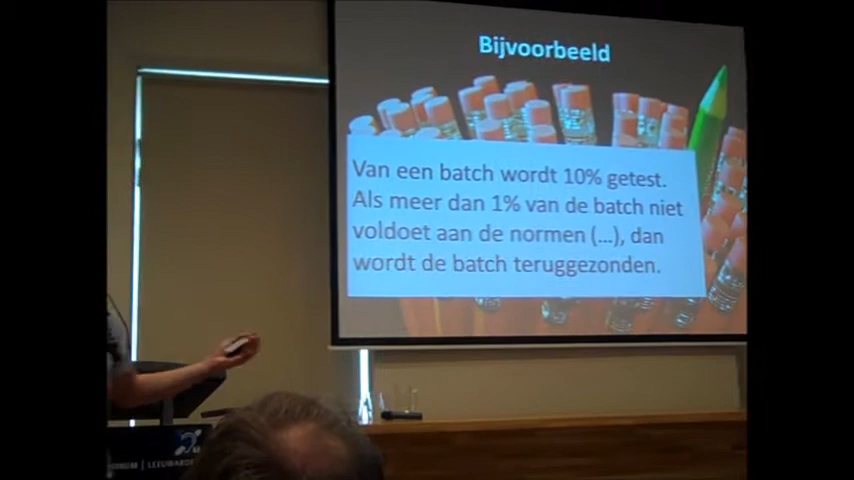 Bijvoorbeeld
Van een batch wordt 10% getest.
Als meer dan 1% van de batch niet
voldoet aan de normen (...), dan
wordt de batch teruggezonden.